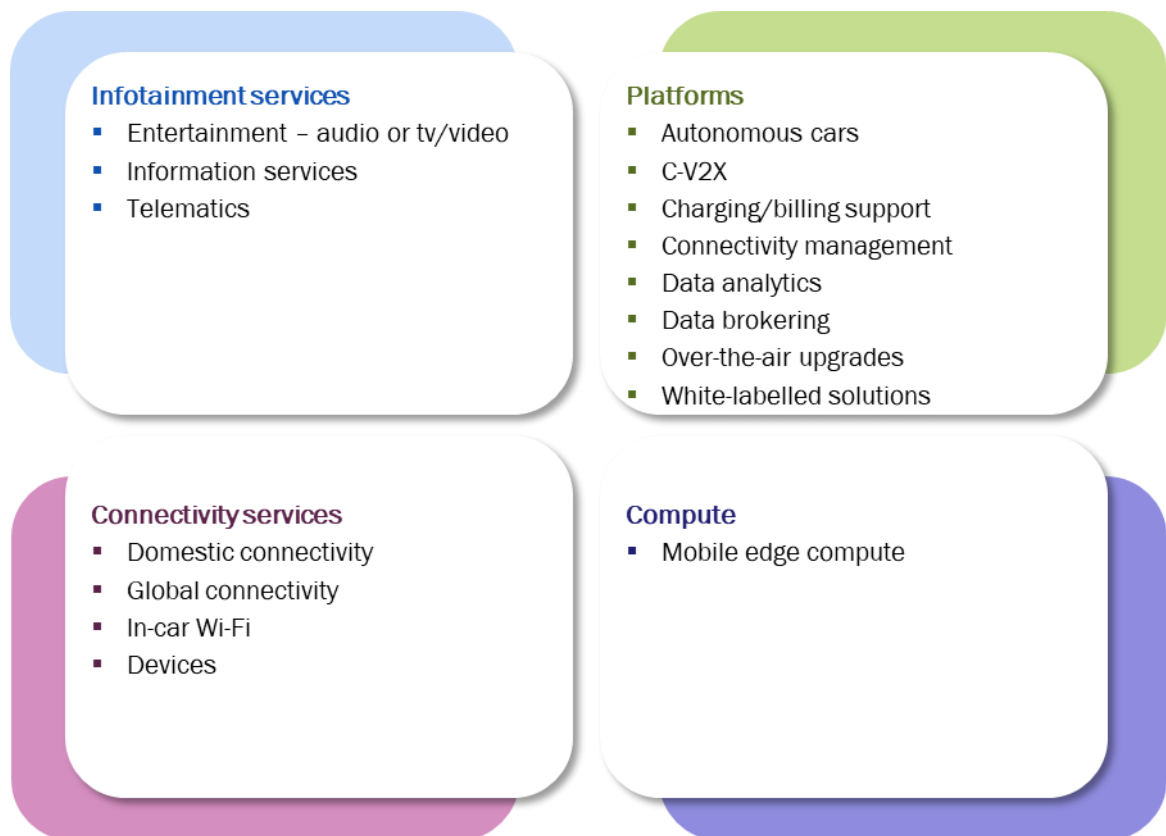 Infotainment services
▪ Entertainment – audio or tv/video
▪ Information services
▪ Telematics
Platforms
▪ Autonomous cars
▪ C-V2X
▪ Charging/billing support
▪ Connectivity management
▪ Data analytics
▪ Data brokering
▪ Over-the-air upgrades
▪ White-labelled solutions
Connectivity services
▪ Domestic connectivity
▪ Global connectivity
▪ In-car Wi-Fi
▪ Devices
Compute
▪ Mobile edge compute